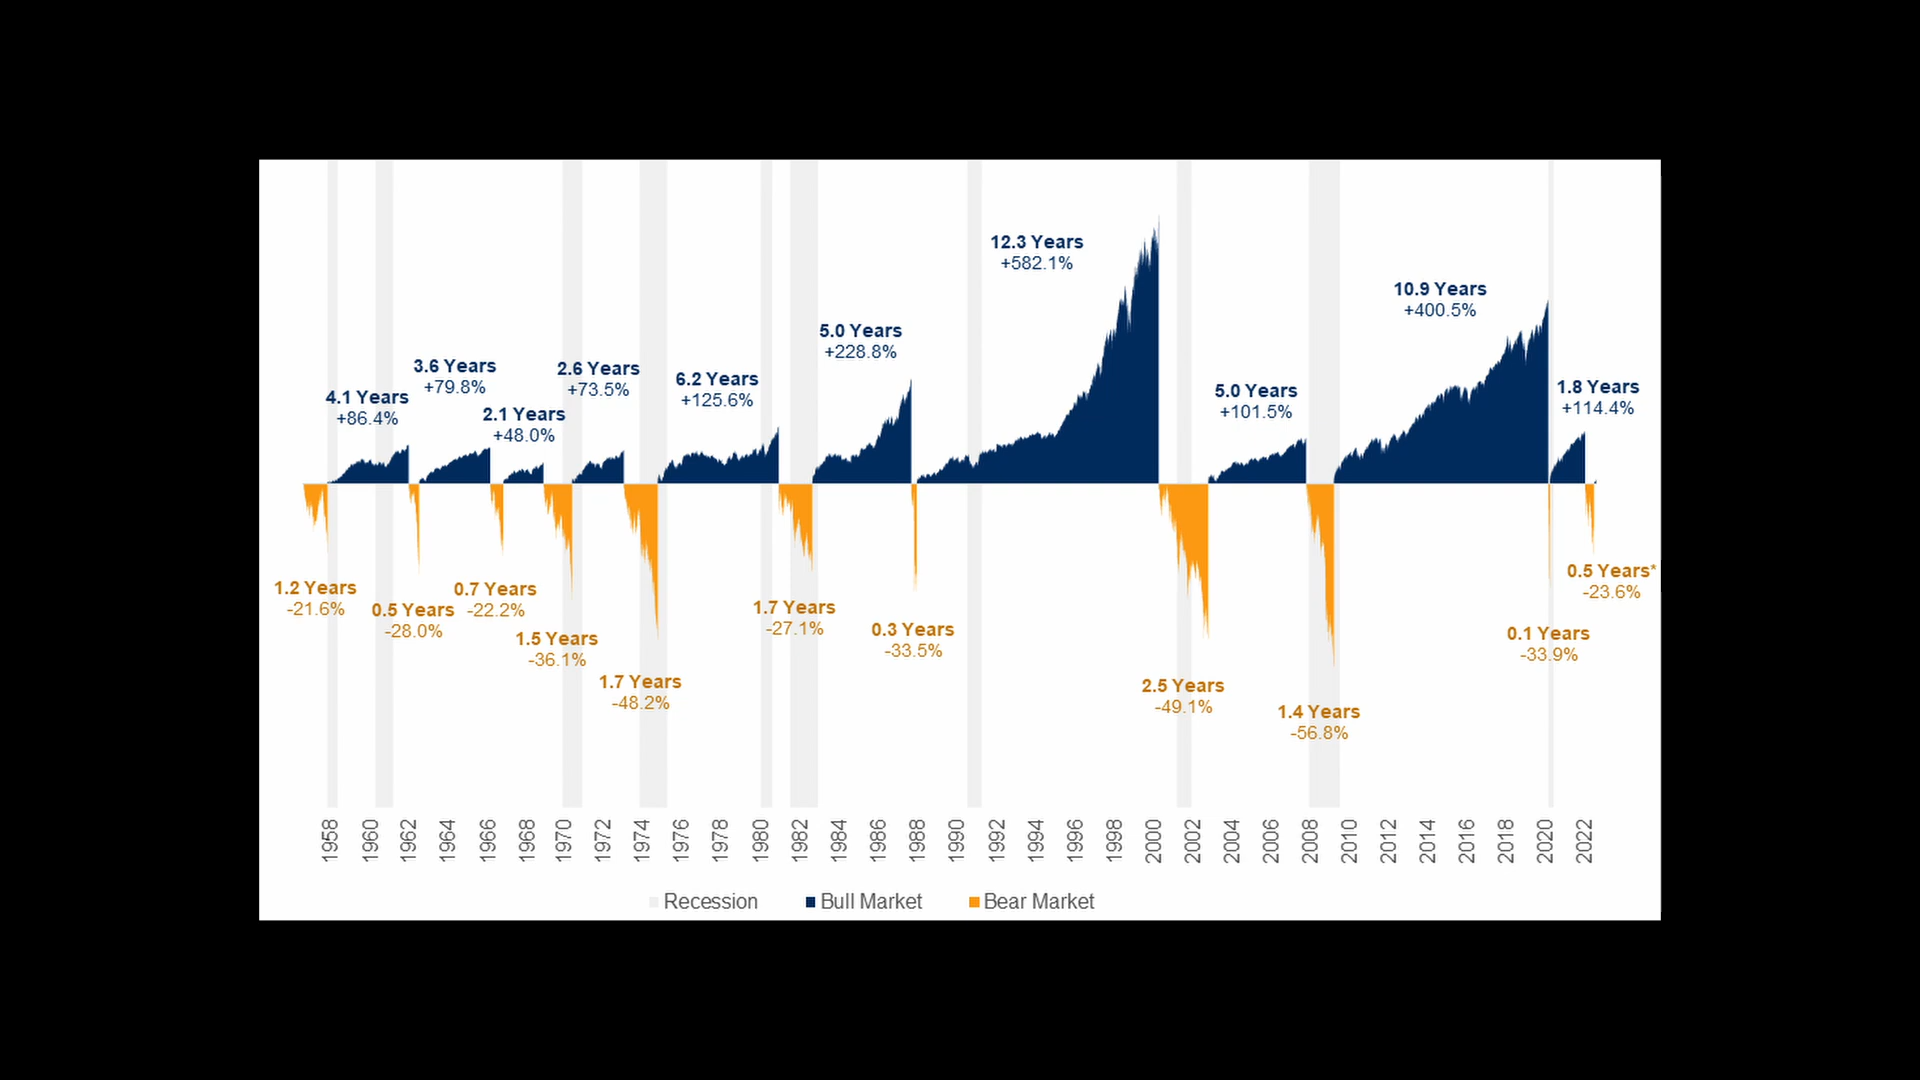 12.3 Years
+582.1%
10.9 Years
+400.5%
5.0 Years
+228.8%
3.6 Years
+79.8%
2.6 Years
+73.5%
6.2 Years
+125.6%
4.1 Years
+86.4%
2.1 Years
+48.0%
5.0 Years
+101.5%
1.8 Years
+114.4%
1.2 Years
-21.6%
0.5 Years
-28.0%
0.7 Years
-22.2%
1.5 Years
-36.1%
1.7 Years
-48.2%
1.7 Years
-27.1%
0.3 Years
-33.5%
2.5 Years
-49.1%
1.4 Years
-56.8%
0.1 Years
-33.9%
0.5 Years*
-23.6%
1958
1960
1962
1964
1966
1968
1970
1972
1974
1976
1978
1980
1982
1984
1986
1988
1990
1992
1994
1996
1998
2000
2002
2004
2006
2008
2010
2012
2014
2016
2018
2020
2022
Recession
Bull Market
Bear Market